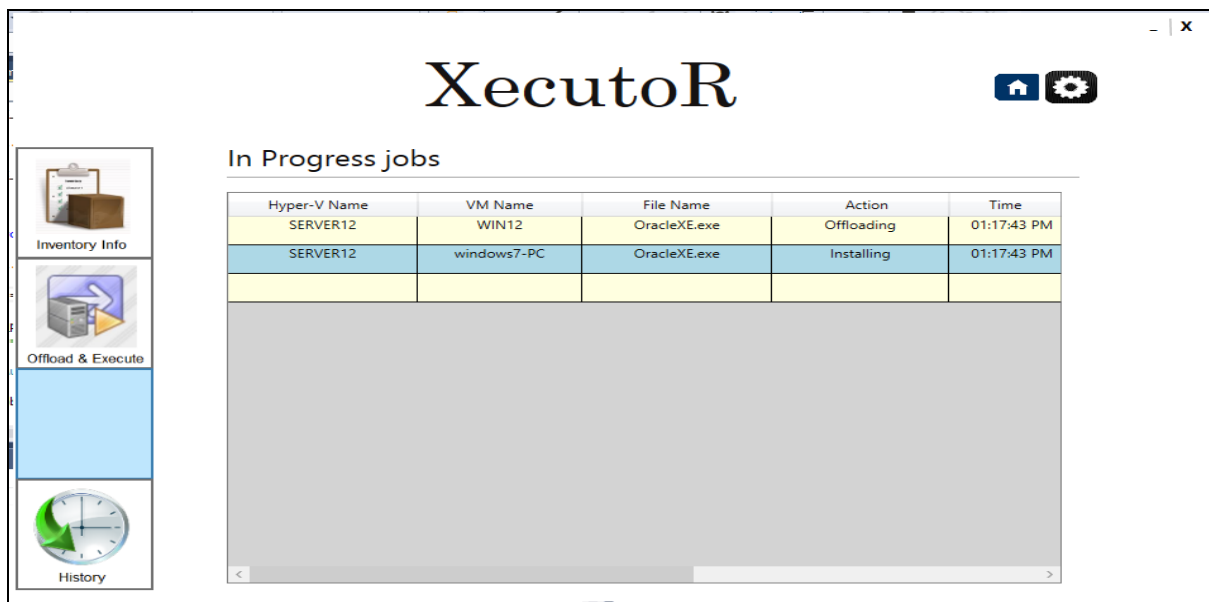 _ | X
XecutoR
In Progress jobs
Hyper-V Name VM Name File Name Action Time
SERVER12 WIN12 OracleXE.exe Offloading 01:17:43 PM
SERVER12 windows7-PC OracleXE.exe Installing 01:17:43 PM
Inventory Info
Offload & Execute
History